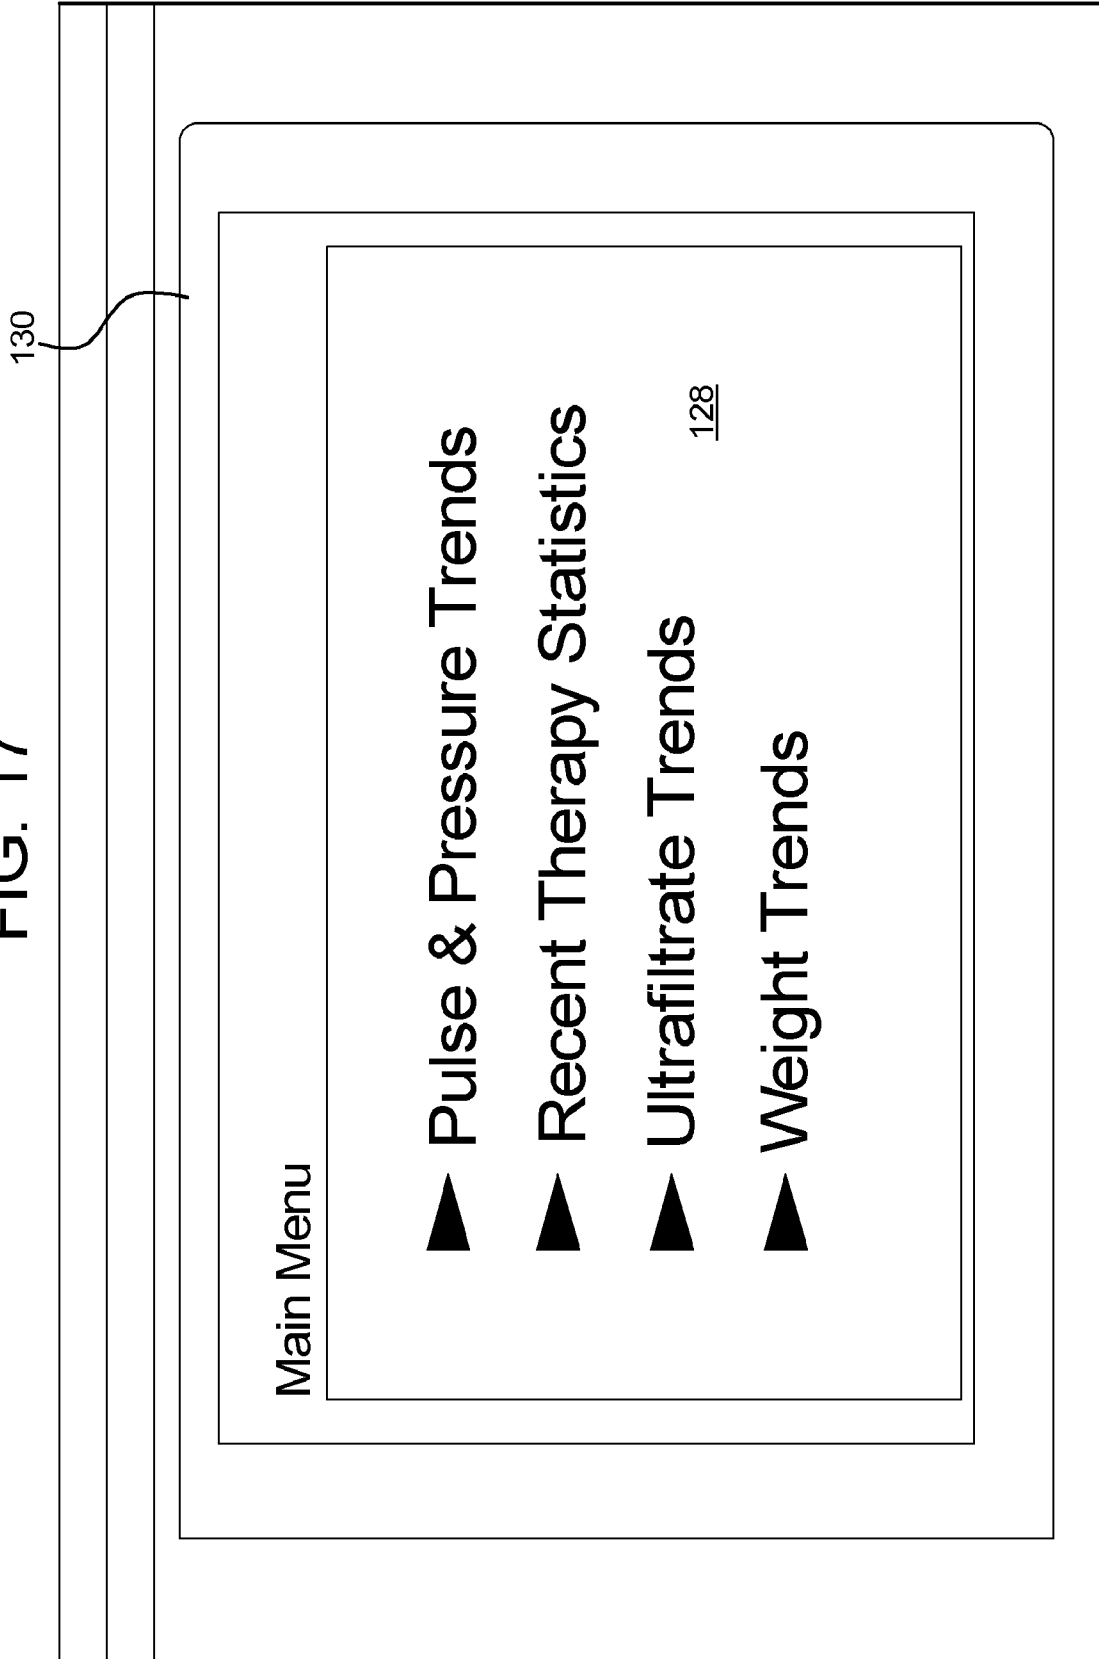 FIG. 17
130
Main Menu
Pulse & Pressure Trends
Recent Therapy Statistics
Ultrafiltrate Trends
Weight Trends
128